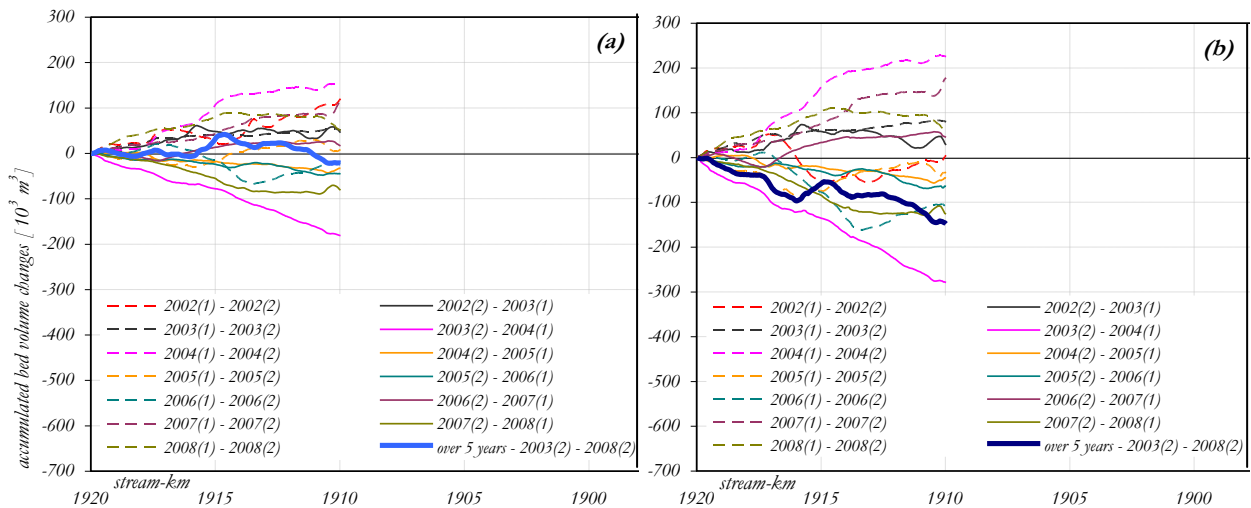 accumulated bed volume changes [ 10³ m³]
300
200
100
0
-100
-200
-300
-400
-500
-600
-700
(a)
2002(1) - 2002(2)
2003(1) - 2003(2)
2004(1) - 2004(2)
2005(1) - 2005(2)
2006(1) - 2006(2)
2007(1) - 2007(2)
2008(1) - 2008(2)
2002(2) - 2003(1)
2003(2) - 2004(1)
2004(2) - 2005(1)
2005(2) - 2006(1)
2006(2) - 2007(1)
2007(2) - 2008(1)
over 5 years - 2003(2) - 2008(2)
stream-km
1920
1915
1910
1905
1900
300
200
100
0
-100
-200
-300
-400
-500
-600
-700
(b)
2002(1) - 2002(2)
2003(1) - 2003(2)
2004(1) - 2004(2)
2005(1) - 2005(2)
2006(1) - 2006(2)
2007(1) - 2007(2)
2008(1) - 2008(2)
2002(2) - 2003(1)
2003(2) - 2004(1)
2004(2) - 2005(1)
2005(2) - 2006(1)
2006(2) - 2007(1)
2007(2) - 2008(1)
over 5 years - 2003(2) - 2008(2)
stream-km
1920
1915
1910
1905
1900